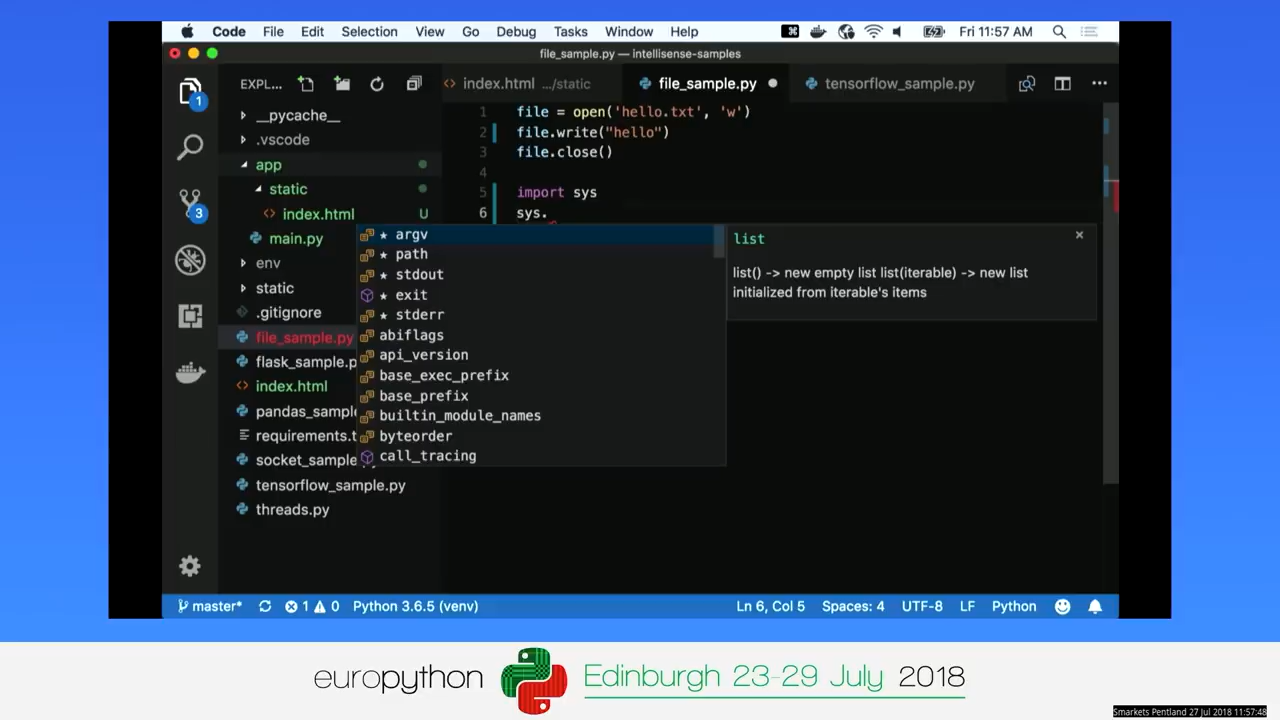 Code File Edit Selection View Go Debug Tasks Window Help Fri 11:57 AM
file_sample.py — intellisense-samples
EXPL... index.html .../static file_sample.py tensorflow_sample.py
1
3
__pycache__
.vscode
app
static
index.html U
main.py
env
static
.gitignore
file_sample.py
flask_sample.p
index.html
pandas_sampl
requirements.t
socket_sample
tensorflow_sample.py
threads.py
1 file = open('hello.txt', 'w')
2 file.write("hello")
3 file.close()
4
5 import sys
6 sys.
★ argv
★ path
★ stdout
★ exit
★ stderr
abiflags
api_version
base_exec_prefix
base_prefix
builtin_module_names
byteorder
call_tracing
list ×
list() -> new empty list list(iterable) -> new list
initialized from iterable's items
master* 1 0 Python 3.6.5 (venv) Ln 6, Col 5 Spaces: 4 UTF-8 LF Python
europython Edinburgh 23-29 July 2018
Smarkets Pentland 27 Jul 2018 11:57:48